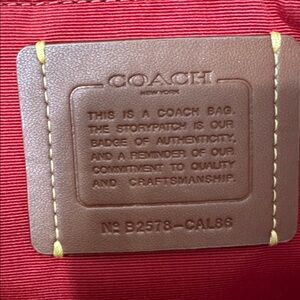 COACH
NEW YORK
THIS IS A COACH BAG.
THE STORYPATCH IS OUR
BADGE OF AUTHENTICITY,
AND A REMINDER OF OUR
COMMITMENT TO QUALITY
AND CRAFTSMANSHIP.
Nº B2578-CAL86